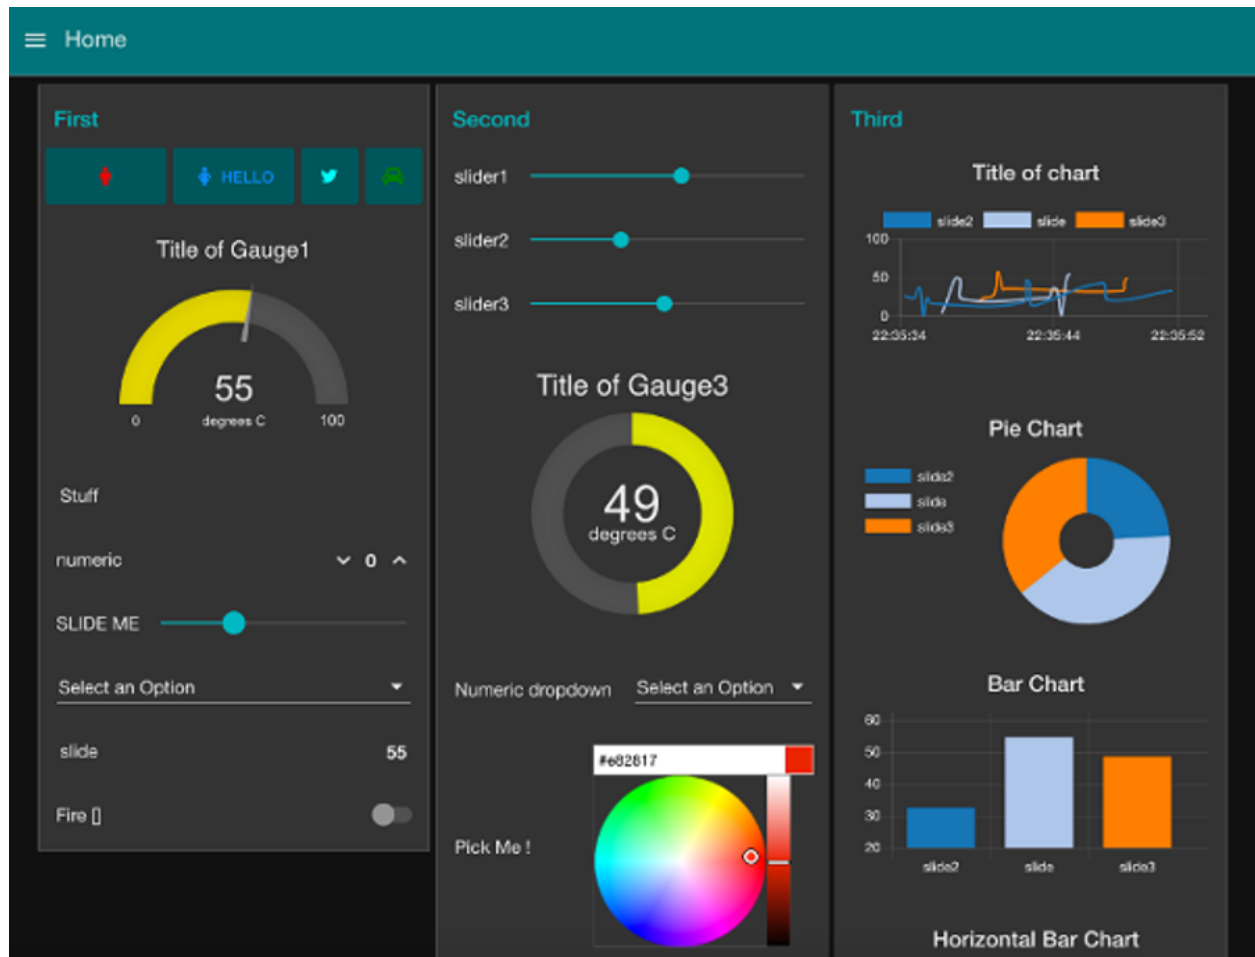 Home
First
HELLO
Title of Gauge1
55
degrees C
0
100
Stuff
numeric
0
SLIDE ME
Select an Option
slide
55
Fire []
Second
slider1
slider2
slider3
Title of Gauge3
49
degrees C
Numeric dropdown Select an Option
#e82817
Pick Me !
Third
Title of chart
slide2 slide slide3
100
50
0
22:35:34 22:35:44 22:35:52
Pie Chart
slide2
slide
slide3
Bar Chart
60
50
40
30
20
slide2 slide slide3
Horizontal Bar Chart